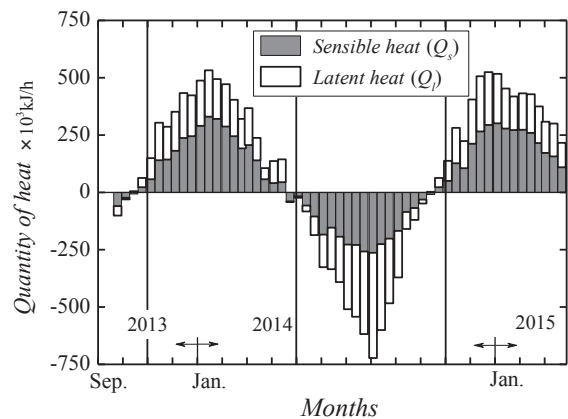 750
500
250
0
-250
-500
-750
Quantity of heat ×10³kJ/h
Sensible heat (Qs)
Latent heat (Ql)
2013
2014
2015
Sep.
Jan.
Jan.
Months